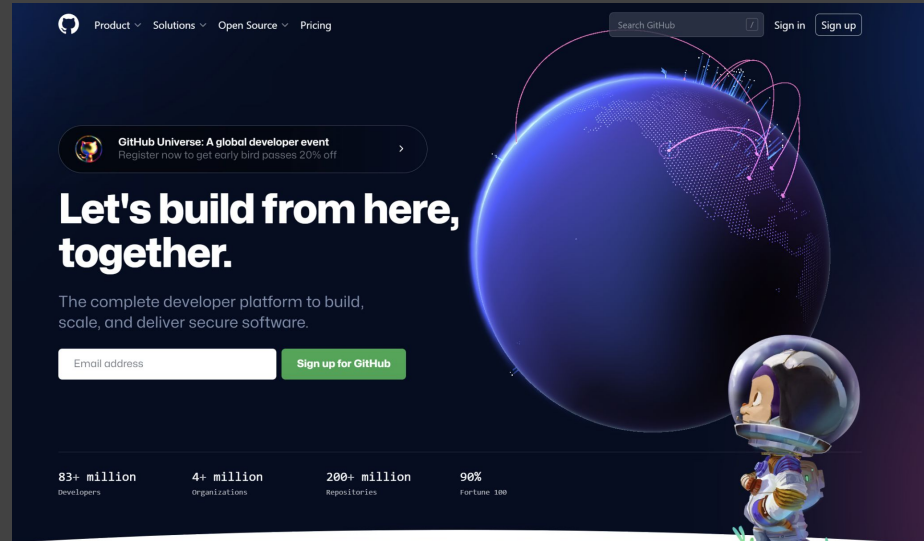 Product
Solutions
Open Source
Pricing
Search GitHub
/
Sign in
Sign up
GitHub Universe: A global developer event
Register now to get early bird passes 20% off
Let's build from here,
together.
The complete developer platform to build,
scale, and deliver secure software.
Email address
Sign up for GitHub
83+ million
Developers
4+ million
Organizations
200+ million
Repositories
90%
Fortune 100